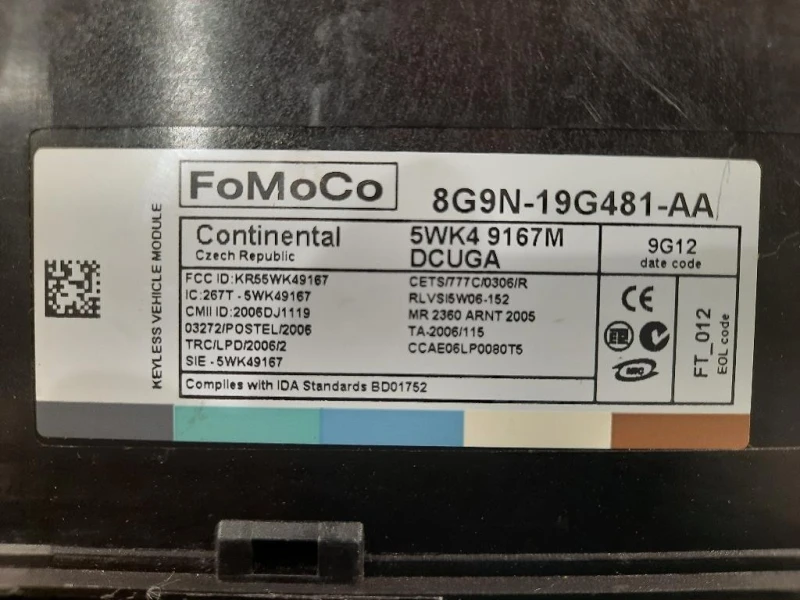 FoMoCo
8G9N-19G481-AA
KEYLESS VEHICLE MODULE
Continental
Czech Republic
5WK4 9167M
DCUGA
9G12
date code
FCC ID:KR55WK49167
IC:267T - 5WK49167
CMII ID:2006DJ1119
03272/POSTEL/2006
TRC/LPD/2006/2
SIE - 5WK49167
CETS/777C/0306/R
RLVSI5W06-152
MR 2360 ARNT 2005
TA-2006/115
CCAE06LP0080T5
Complies with IDA Standards BD01752
CE
FT_012
EOL code